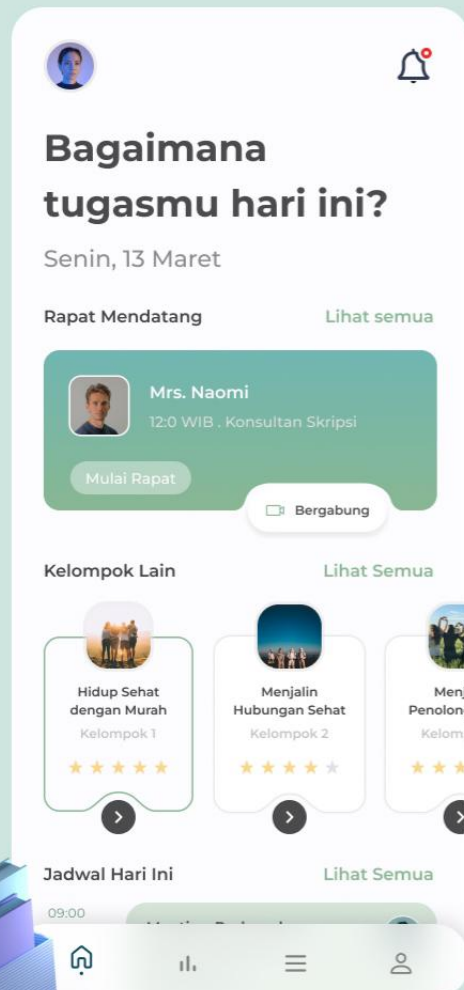 Bagaimana
tugasmu hari ini?
Senin, 13 Maret
Rapat Mendatang
Lihat semua
Mrs. Naomi
12:0 WIB . Konsultan Skripsi
Mulai Rapat
Bergabung
Kelompok Lain
Lihat Semua
Hidup Sehat
dengan Murah
Kelompok 1
Menjalin
Hubungan Sehat
Kelompok 2
Jadwal Hari Ini
Lihat Semua
09:00